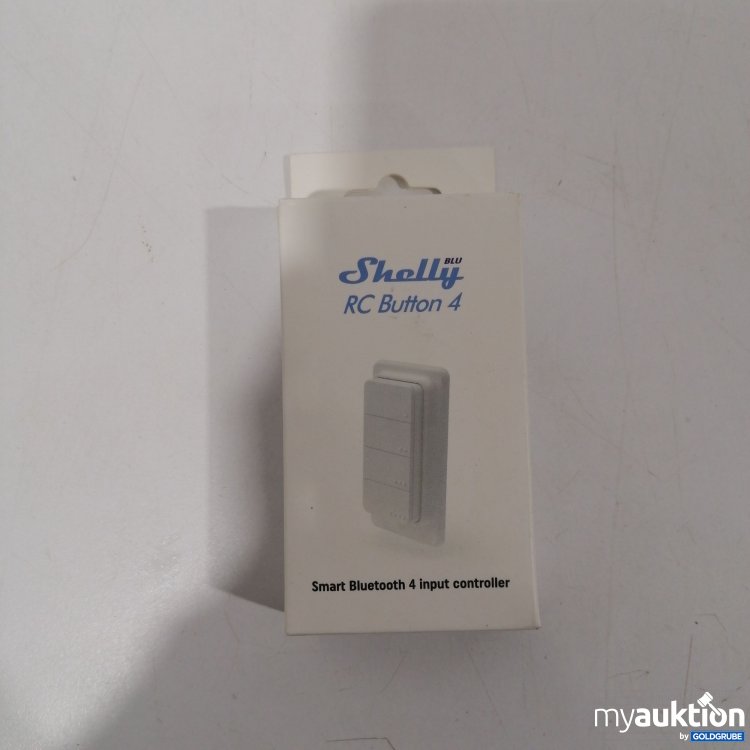 Shelly BLU
RC Button 4
Smart Bluetooth 4 input controller
myauktion
by GOLDGRUBE